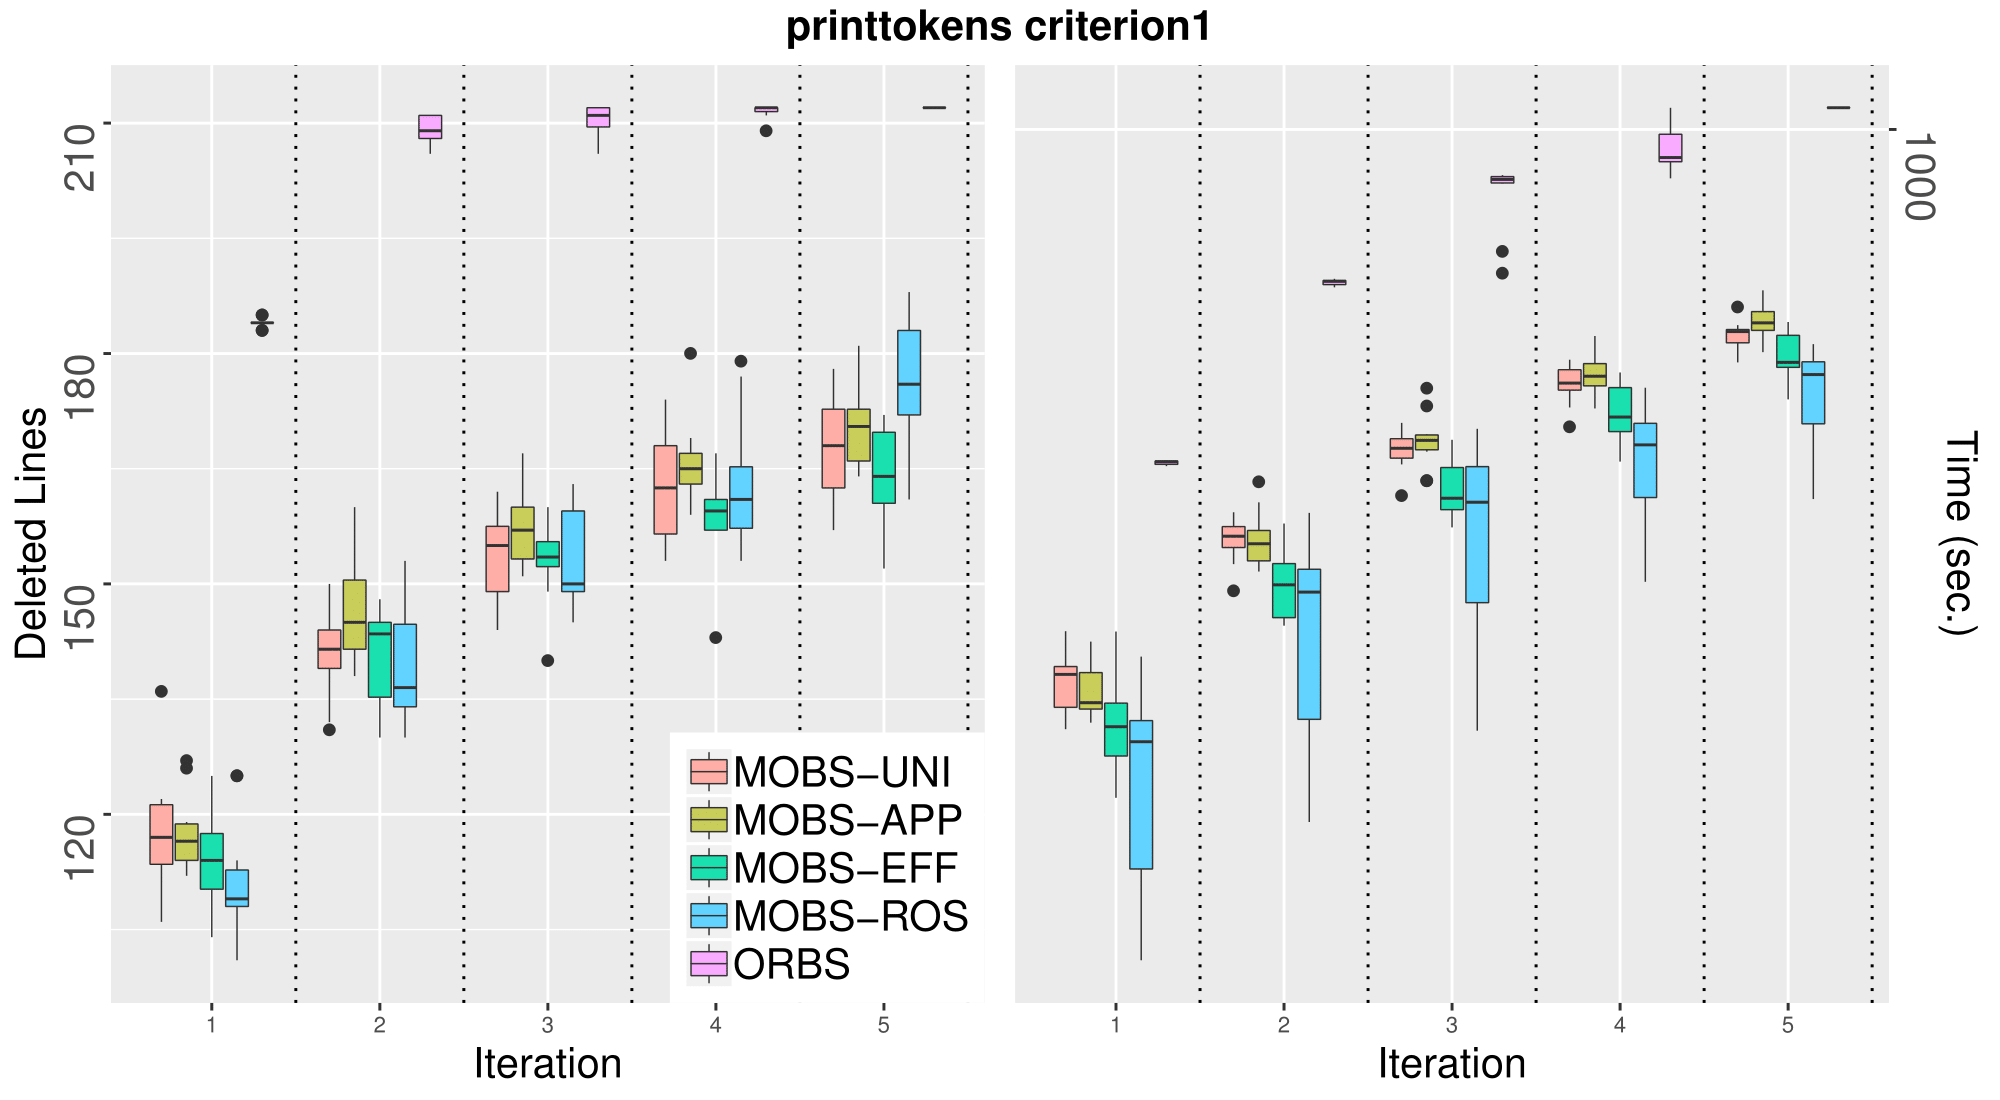 printtokens criterion1
Deleted Lines
210
180
150
120
1
2
3
4
5
Iteration
MOBS-UNI
MOBS-APP
MOBS-EFF
MOBS-ROS
ORBS
1
2
3
4
5
Iteration
1000
Time (sec.)